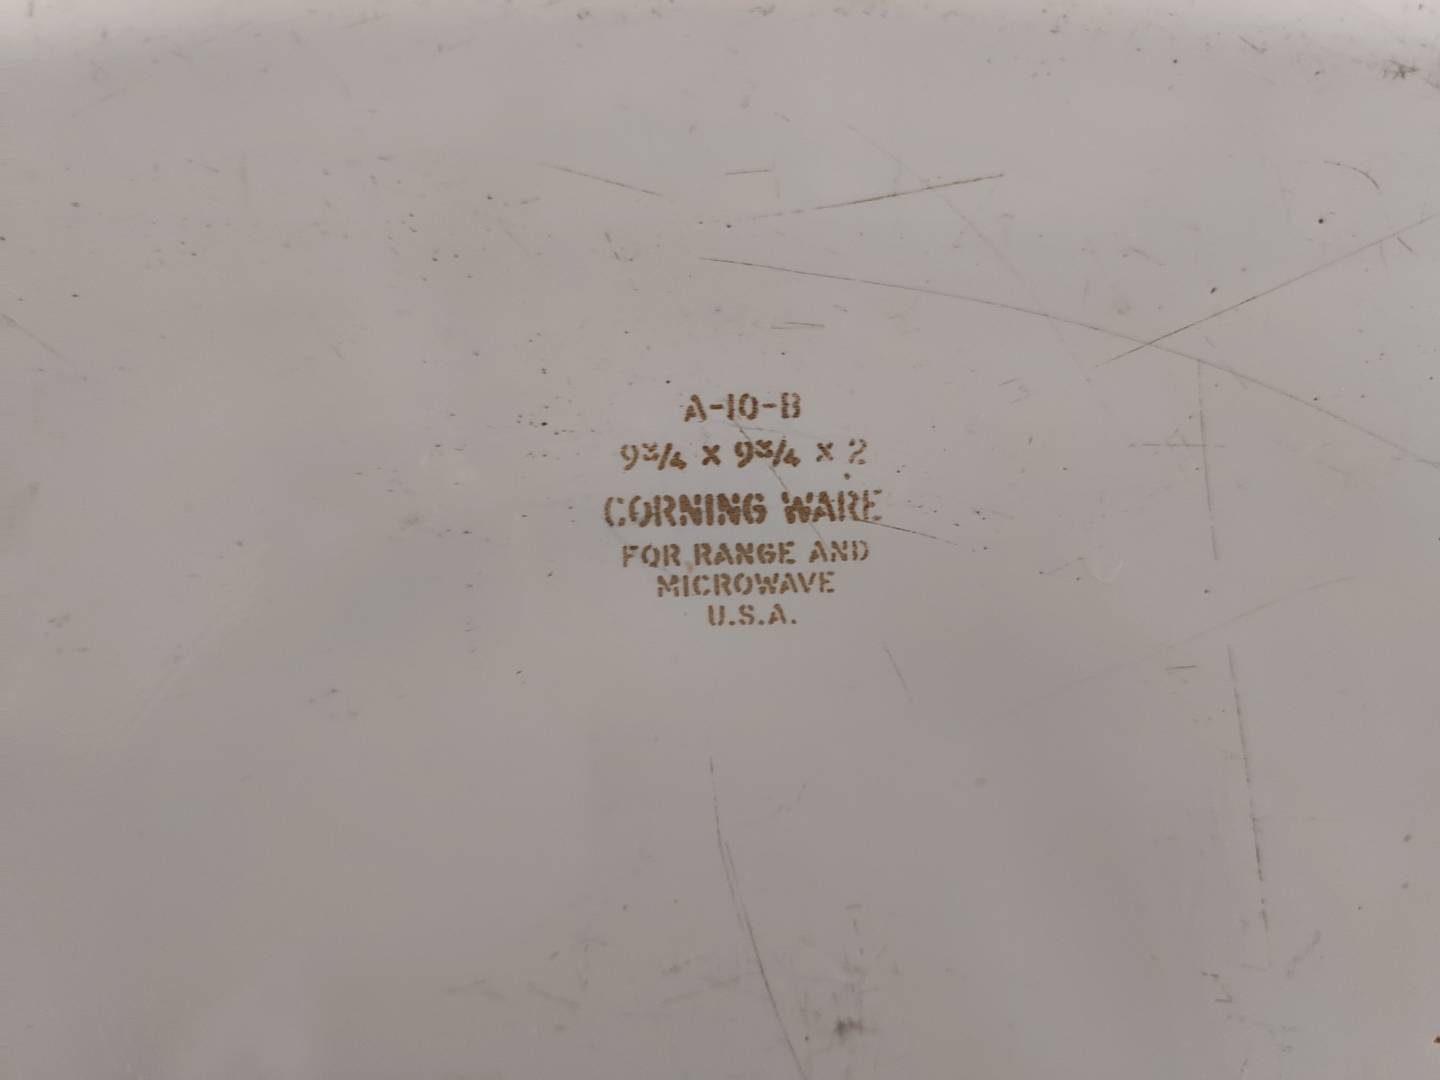 A-10-B
9¾ x 9¾ x 2
CORNING WARE
FOR RANGE AND
MICROWAVE
U.S.A.